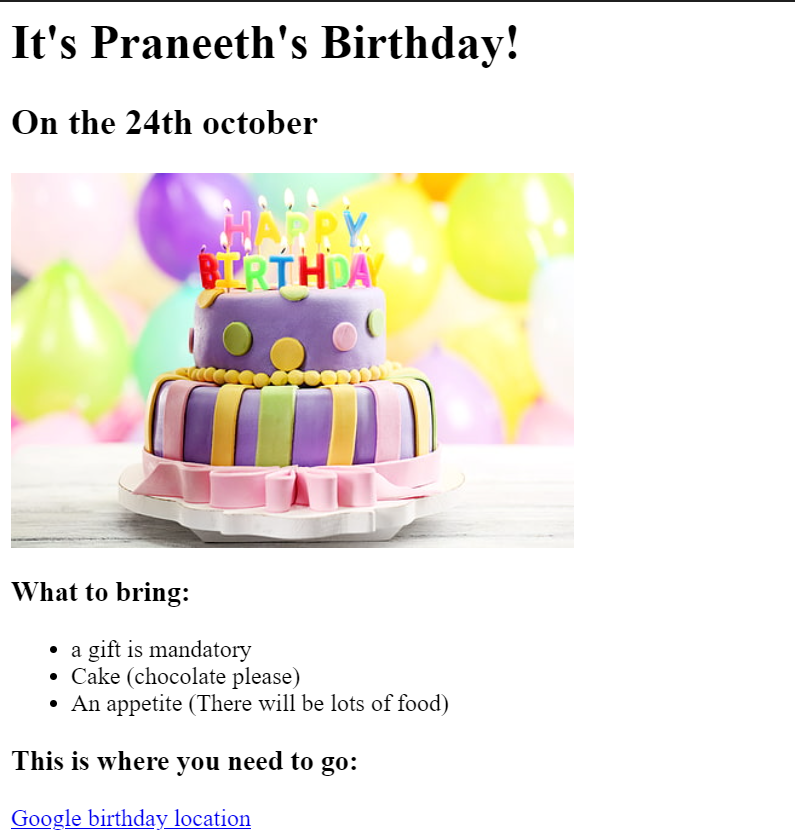 It's Praneeth's Birthday!
On the 24th october
HAPPY
BIRTHDAY
What to bring:
a gift is mandatory
Cake (chocolate please)
An appetite (There will be lots of food)
This is where you need to go:
Google birthday location